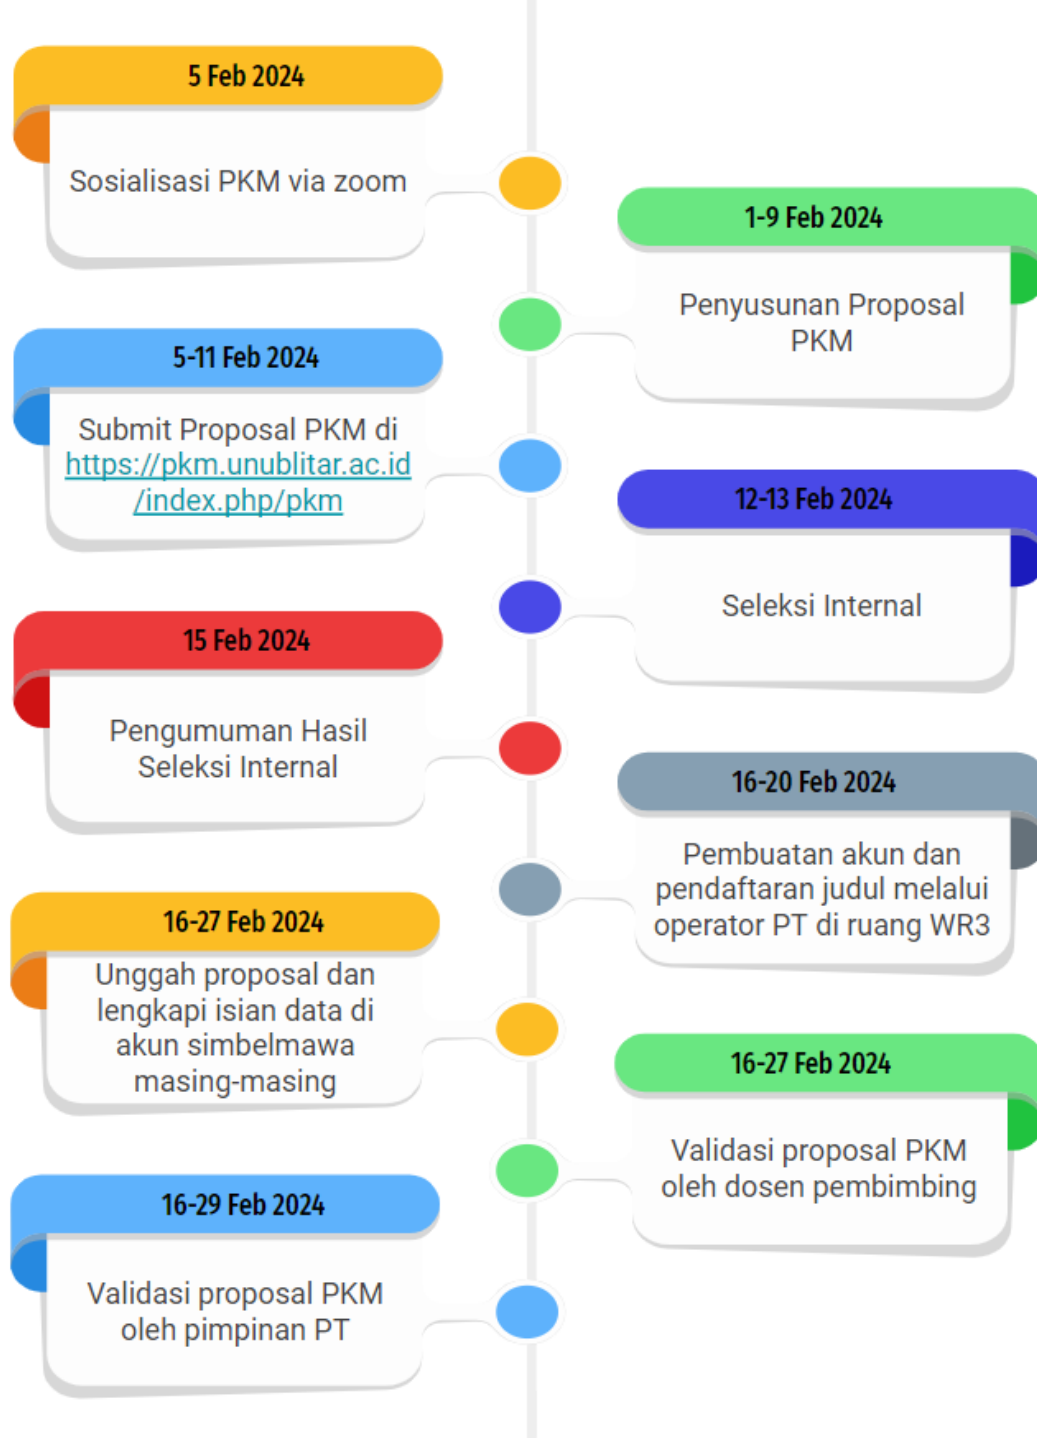 5 Feb 2024
Sosialisasi PKM via zoom
1-9 Feb 2024
Penyusunan Proposal
PKM
5-11 Feb 2024
Submit Proposal PKM di
https://pkm.unublitar.ac.id
/index.php/pkm
12-13 Feb 2024
Seleksi Internal
15 Feb 2024
Pengumuman Hasil
Seleksi Internal
16-20 Feb 2024
Pembuatan akun dan
pendaftaran judul melalui
operator PT di ruang WR3
16-27 Feb 2024
Unggah proposal dan
lengkapi isian data di
akun simbelmawa
masing-masing
16-27 Feb 2024
Validasi proposal PKM
oleh dosen pembimbing
16-29 Feb 2024
Validasi proposal PKM
oleh pimpinan PT